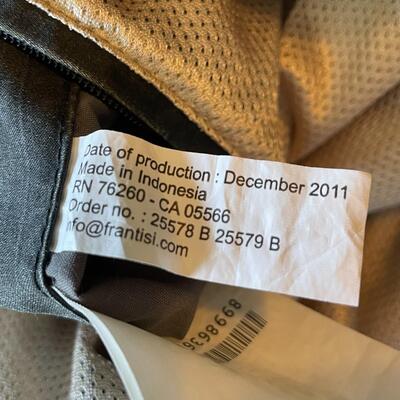 Date of production : December 2011
Made in Indonesia
RN 76260 - CA 05566
Order no. : 25578 B 25579 B
info@frantisi.com